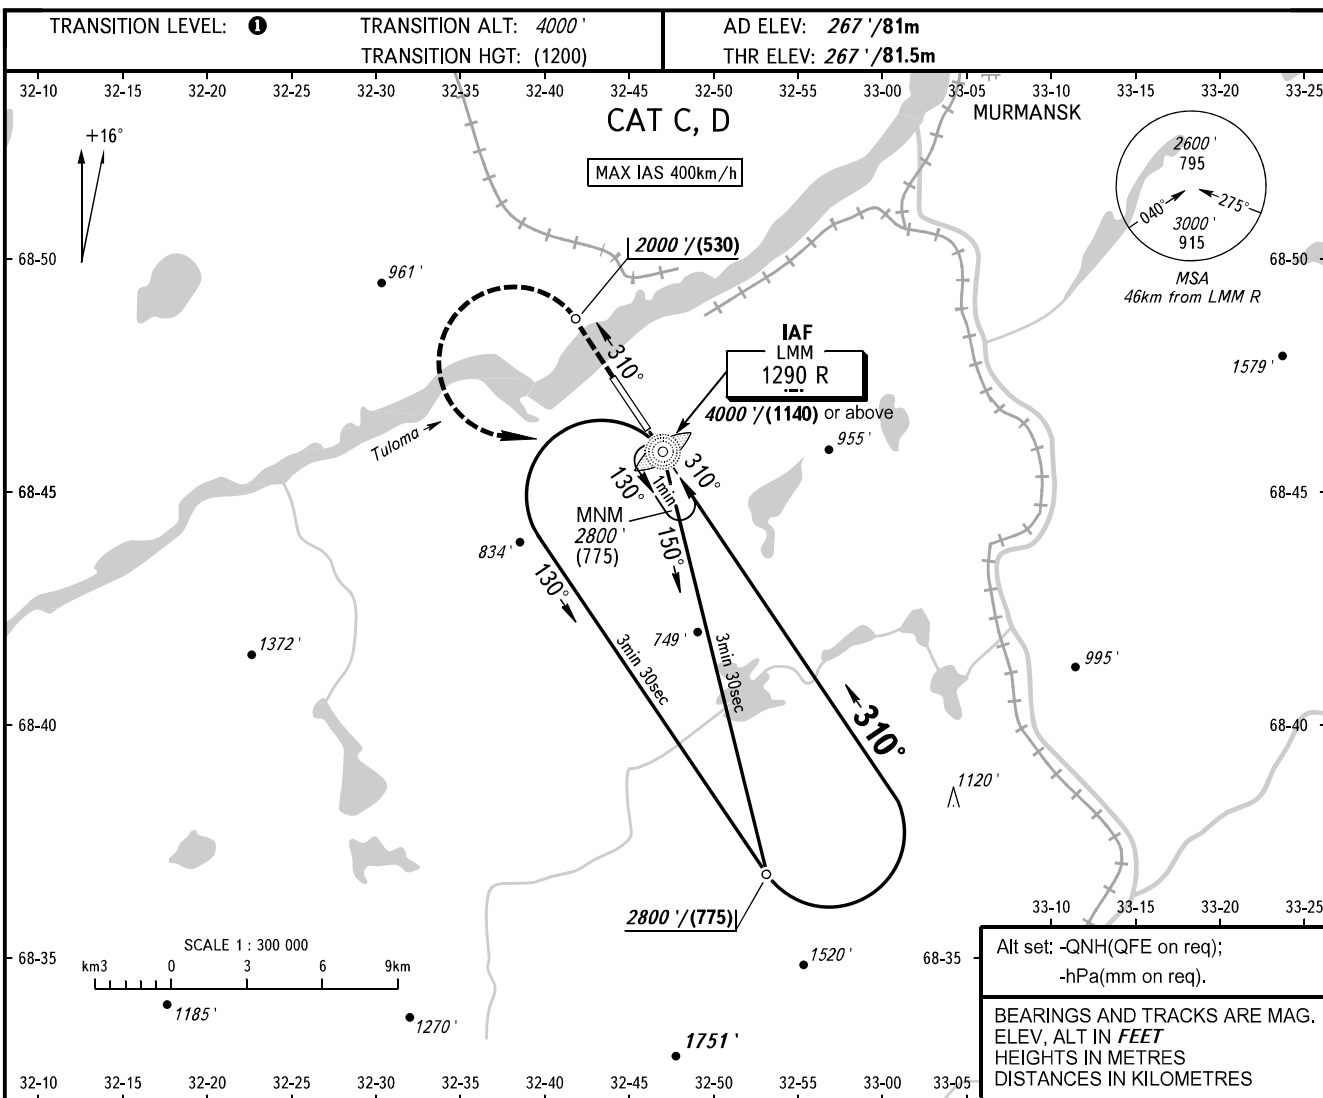 TRANSITION LEVEL: ❶ TRANSITION ALT: 4000 ' AD ELEV: 267 '/81m
TRANSITION HGT: (1200) THR ELEV: 267 '/81.5m
32-10 32-15 32-20 32-25 32-30 32-35 32-40 32-45 32-50 32-55 33-00 33-05 33-10 33-15 33-20 33-25
CAT C, D
MURMANSK
+16°
MAX IAS 400km/h
2600 '
795
040°
275°
3000 '
915
MSA
46km from LMM R
68-50
68-50
2000 '/(530)
961 '
310°
IAF
LMM
1290 R
4000 '/(1140) or above
1579 '
Tuloma
955 '
68-45
68-45
130°
1min
310°
MNM
2800 '
(775)
150°
834 '
130°
1372 '
749 '
3min 30sec
3min 30sec
995 '
68-40
68-40
310°
1120 '
2800 '/(775)
33-10 33-15 33-20 33-25
SCALE 1 : 300 000
km3 0 3 6 9km
1520 '
68-35
68-35
Alt set: -QNH(QFE on req);
-hPa(mm on req).
1185 '
1270 '
1751 '
BEARINGS AND TRACKS ARE MAG.
ELEV, ALT IN FEET
HEIGHTS IN METRES
DISTANCES IN KILOMETRES
32-10 32-15 32-20 32-25 32-30 32-35 32-40 32-45 32-50 32-55 33-00 33-05